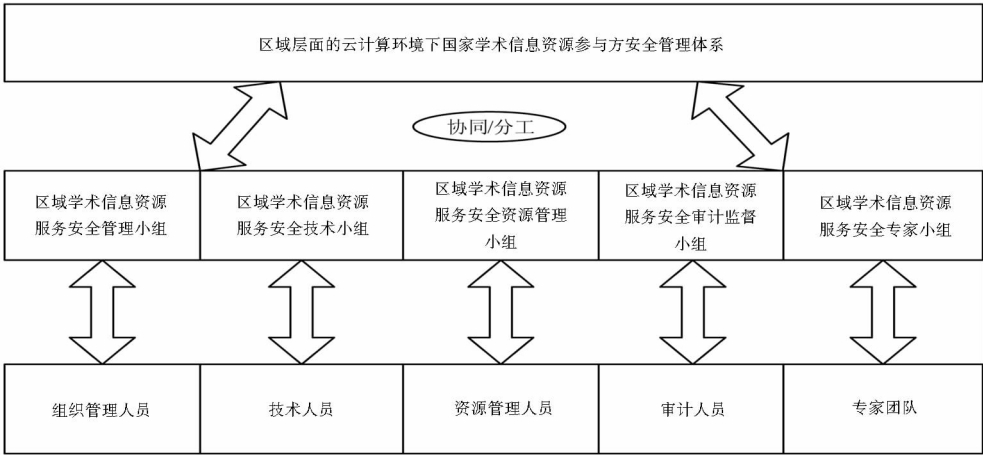 区域层面的云计算环境下国家学术信息资源参与方安全管理体系
协同/分工
区域学术信息资源
服务安全管理小组
区域学术信息资源
服务安全技术小组
区域学术信息资源
服务安全资源管理
小组
区域学术信息资源
服务安全审计监督
小组
区域学术信息资源
服务安全专家小组
组织管理人员
技术人员
资源管理人员
审计人员
专家团队